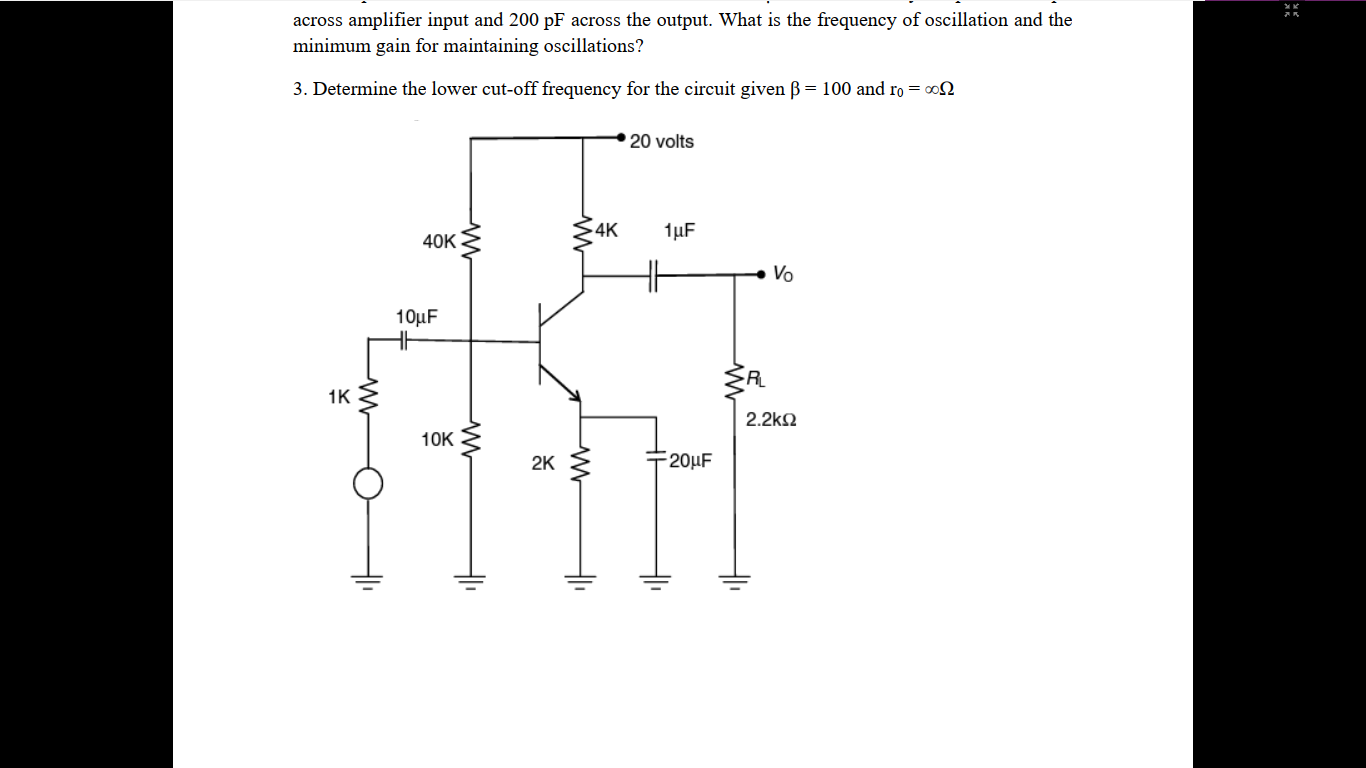 across amplifier input and 200 pF across the output. What is the frequency of oscillation and the
minimum gain for maintaining oscillations?
3. Determine the lower cut-off frequency for the circuit given β = 100 and r₀ = ∞Ω
20 volts
4K
1μF
40K
Vo
10μF
1K
RL
2.2kΩ
10K
2K
20μF